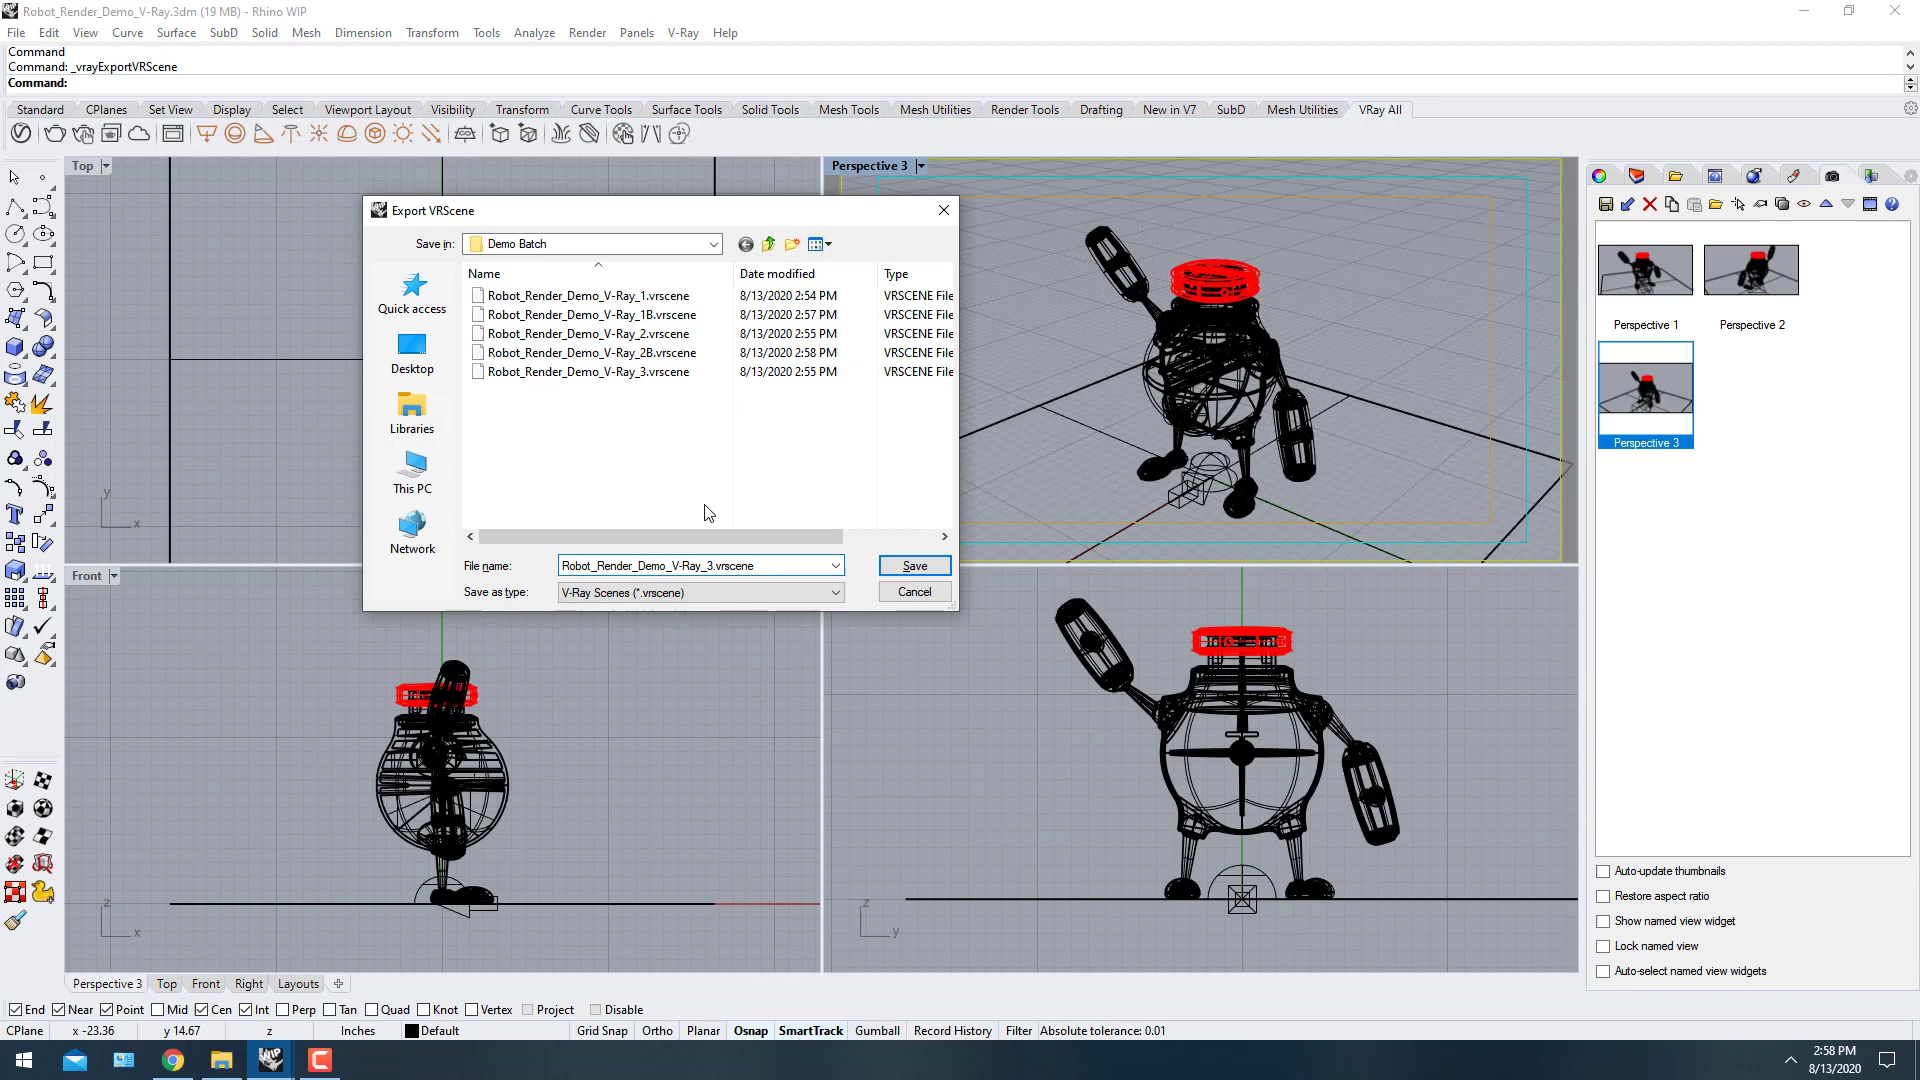 Robot_Render_Demo_V-Ray.3dm (19 MB) - Rhino WIP
File Edit View Curve Surface SubD Solid Mesh Dimension Transform Tools Analyze Render Panels V-Ray Help
Command
Command: _vrayExportVRScene
Command:
Standard CPlanes Set View Display Select Viewport Layout Visibility Transform Curve Tools Surface Tools Solid Tools Mesh Tools Mesh Utilities Render Tools Drafting New in V7 SubD Mesh Utilities VRay All
Top
Perspective 3
Export VRScene
Save in: Demo Batch
Name Date modified Type
Robot_Render_Demo_V-Ray_1.vrscene 8/13/2020 2:54 PM VRSCENE File
Robot_Render_Demo_V-Ray_1B.vrscene 8/13/2020 2:57 PM VRSCENE File
Robot_Render_Demo_V-Ray_2.vrscene 8/13/2020 2:55 PM VRSCENE File
Robot_Render_Demo_V-Ray_2B.vrscene 8/13/2020 2:58 PM VRSCENE File
Robot_Render_Demo_V-Ray_3.vrscene 8/13/2020 2:55 PM VRSCENE File
Quick access
Desktop
Libraries
This PC
Network
File name: Robot_Render_Demo_V-Ray_3.vrscene Save
Save as type: V-Ray Scenes (*.vrscene) Cancel
Perspective 1 Perspective 2
Perspective 3
y
x
Front
z
x
z
y
Auto-update thumbnails
Restore aspect ratio
Show named view widget
Lock named view
Auto-select named view widgets
Perspective 3 Top Front Right Layouts
End Near Point Mid Cen Int Perp Tan Quad Knot Vertex Project Disable
CPlane x -23.36 y 14.67 z Inches Default Grid Snap Ortho Planar Osnap SmartTrack Gumball Record History Filter Absolute tolerance: 0.01
WIP
2:58 PM
8/13/2020